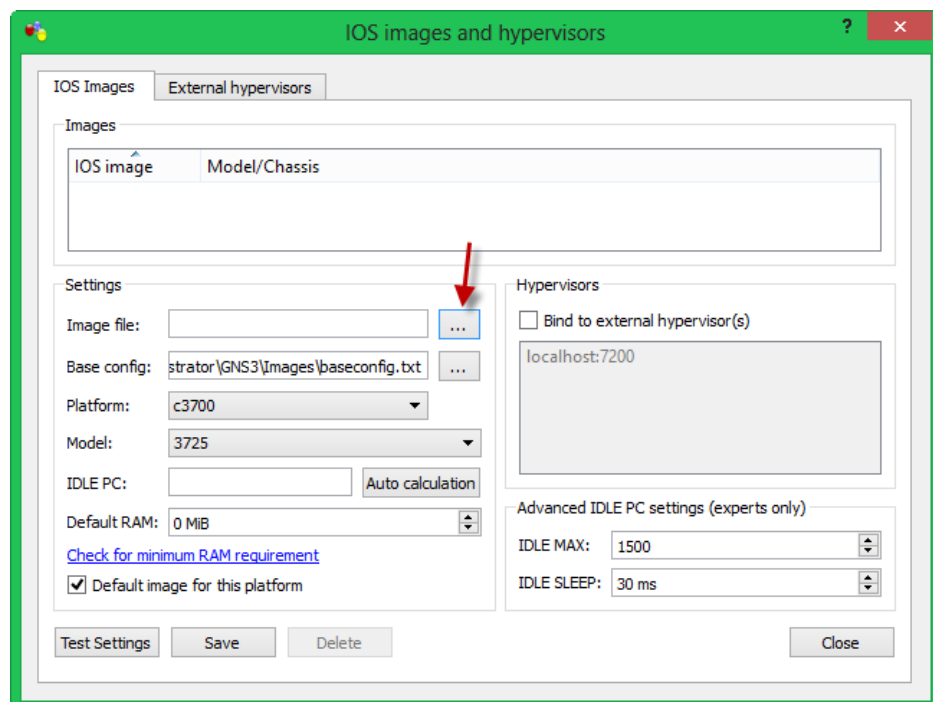 IOS images and hypervisors
?
IOS Images
External hypervisors
Images
IOS image
Model/Chassis
Settings
Image file:
...
Base config:
strator\GNS3\Images\baseconfig.txt
...
Platform:
c3700
Model:
3725
IDLE PC:
Auto calculation
Default RAM:
0 MiB
Check for minimum RAM requirement
Default image for this platform
Hypervisors
Bind to external hypervisor(s)
localhost:7200
Advanced IDLE PC settings (experts only)
IDLE MAX:
1500
IDLE SLEEP:
30 ms
Test Settings
Save
Delete
Close